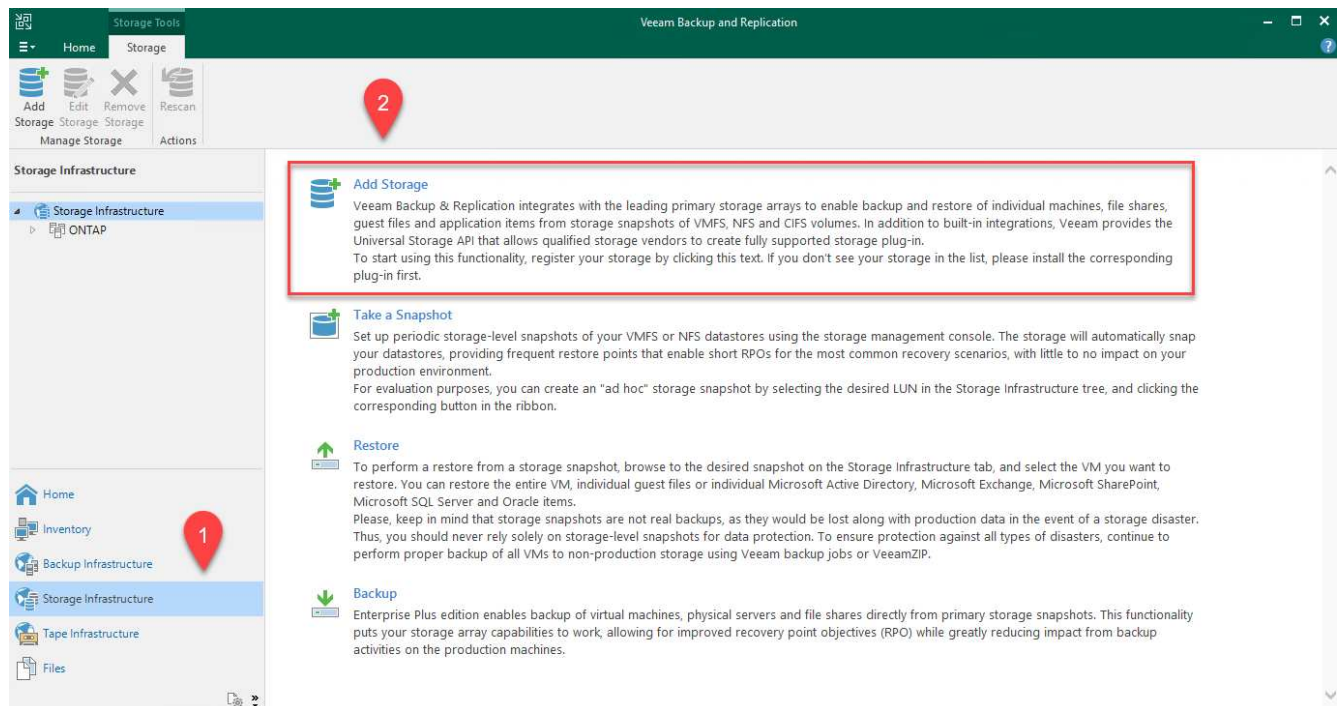 Storage Tools
Veeam Backup and Replication
Home Storage
Add Storage
Edit Storage
Remove Storage
Rescan
Manage Storage
Actions
2
Storage Infrastructure
Storage Infrastructure
ONTAP
Home
Inventory
1
Backup Infrastructure
Storage Infrastructure
Tape Infrastructure
Files
Add Storage
Veeam Backup & Replication integrates with the leading primary storage arrays to enable backup and restore of individual machines, file shares,
guest files and application items from storage snapshots of VMFS, NFS and CIFS volumes. In addition to built-in integrations, Veeam provides the
Universal Storage API that allows qualified storage vendors to create fully supported storage plug-in.
To start using this functionality, register your storage by clicking this text. If you don't see your storage in the list, please install the corresponding
plug-in first.
Take a Snapshot
Set up periodic storage-level snapshots of your VMFS or NFS datastores using the storage management console. The storage will automatically snap
your datastores, providing frequent restore points that enable short RPOs for the most common recovery scenarios, with little to no impact on your
production environment.
For evaluation purposes, you can create an "ad hoc" storage snapshot by selecting the desired LUN in the Storage Infrastructure tree, and clicking the
corresponding button in the ribbon.
Restore
To perform a restore from a storage snapshot, browse to the desired snapshot on the Storage Infrastructure tab, and select the VM you want to
restore. You can restore the entire VM, individual guest files or individual Microsoft Active Directory, Microsoft Exchange, Microsoft SharePoint,
Microsoft SQL Server and Oracle items.
Please, keep in mind that storage snapshots are not real backups, as they would be lost along with production data in the event of a storage disaster.
Thus, you should never rely solely on storage-level snapshots for data protection. To ensure protection against all types of disasters, continue to
perform proper backup of all VMs to non-production storage using Veeam backup jobs or VeeamZIP.
Backup
Enterprise Plus edition enables backup of virtual machines, physical servers and file shares directly from primary storage snapshots. This functionality
puts your storage array capabilities to work, allowing for improved recovery point objectives (RPO) while greatly reducing impact from backup
activities on the production machines.